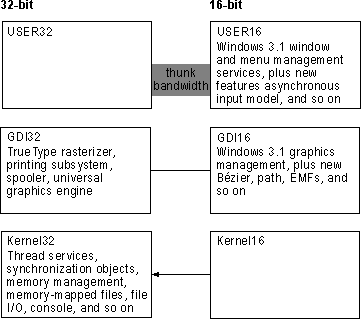 32-bit
16-bit
USER32
USER16
Windows 3.1 window
and menu management
services, plus new
features asynchronous
input model, and so on
thunk
bandwidth
GDI32
TrueType rasterizer,
printing subsystem,
spooler, universal
graphics engine
GDI16
Windows 3.1 graphics
management, plus new
Bézier, path, EMFs, and
so on
Kernel32
Thread services,
synchronization objects,
memory management,
memory-mapped files, file
I/O, console, and so on
Kernel16